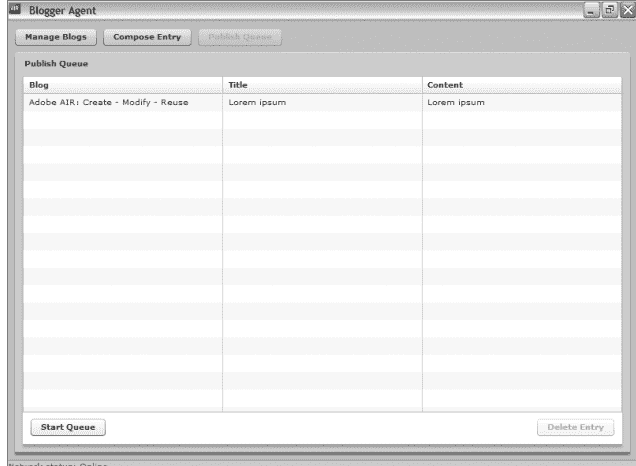 AIR Blogger Agent
Manage Blogs Compose Entry Publish Queue
Publish Queue
Blog Title Content
Adobe AIR: Create - Modify - Reuse Lorem ipsum Lorem ipsum
Start Queue Delete Entry
Network status: Online